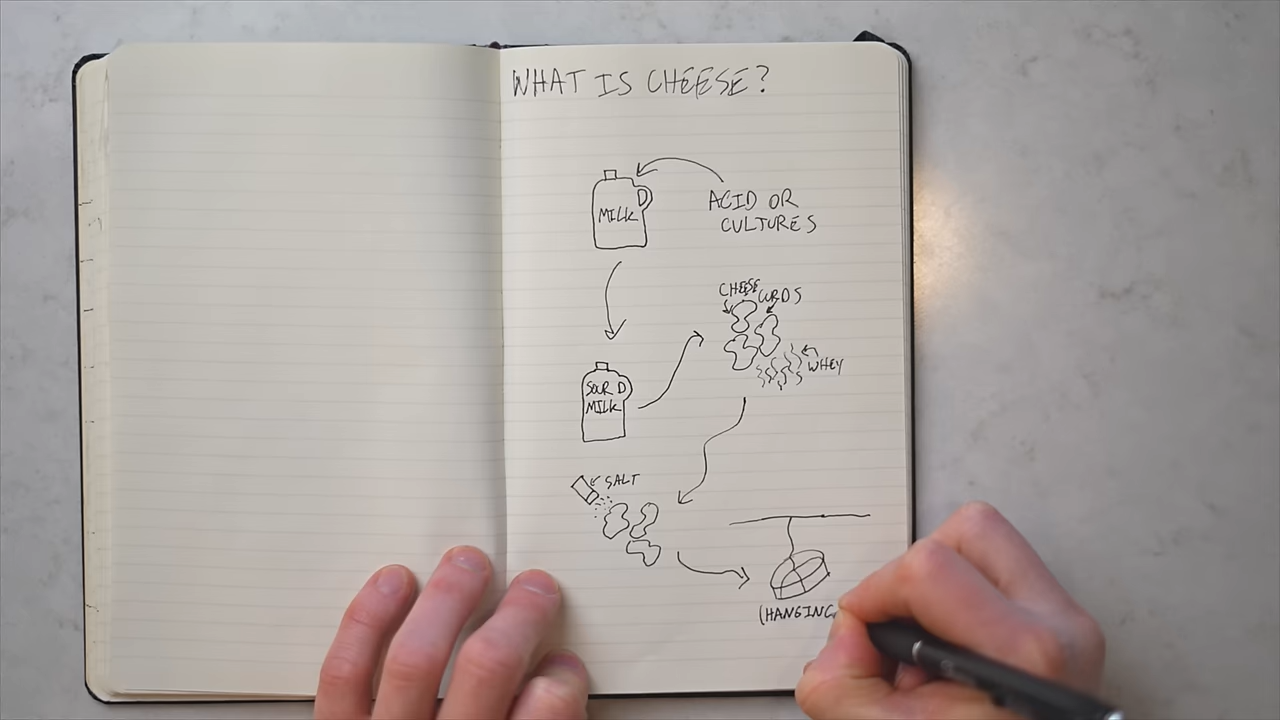 WHAT IS CHEESE?
MILK
ACID OR
CULTURES
CHEESE CURDS
WHEY
SOUR D
MILK
SALT
(HANGING